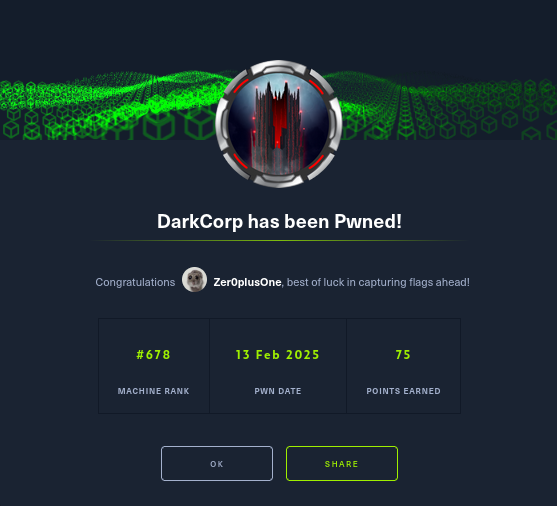 DarkCorp has been Pwned!
Congratulations Zer0plusOne, best of luck in capturing flags ahead!
#678 13 Feb 2025 75
MACHINE RANK PWN DATE POINTS EARNED
OK SHARE